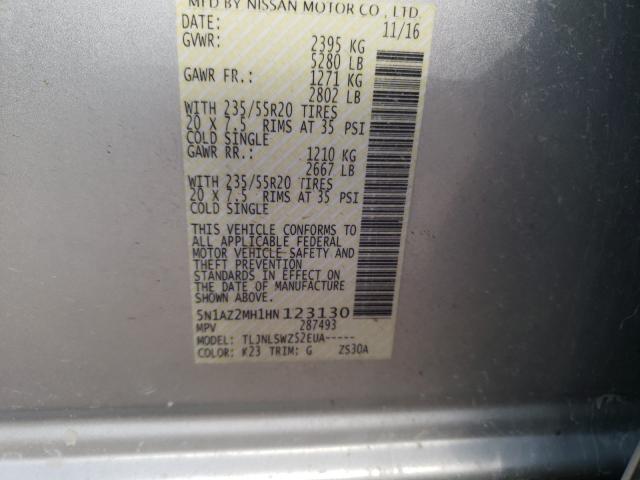 MFD BY NISSAN MOTOR CO., LTD.
DATE: 11/16
GVWR: 2395 KG
5280 LB
GAWR FR.: 1271 KG
2802 LB
WITH 235/55R20 TIRES
20 X 7.5 RIMS AT 35 PSI
COLD SINGLE
GAWR RR.: 1210 KG
2667 LB
WITH 235/55R20 TIRES
20 X 7.5 RIMS AT 35 PSI
COLD SINGLE
THIS VEHICLE CONFORMS TO
ALL APPLICABLE FEDERAL
MOTOR VEHICLE SAFETY AND
THEFT PREVENTION
STANDARDS IN EFFECT ON
THE DATE OF MANUFACTURE
SHOWN ABOVE.
5N1AZ2MH1HN123130
MPV 287493
MODEL: TLJNLSWZ52EUA-----
COLOR: K23 TRIM: G ZS30A